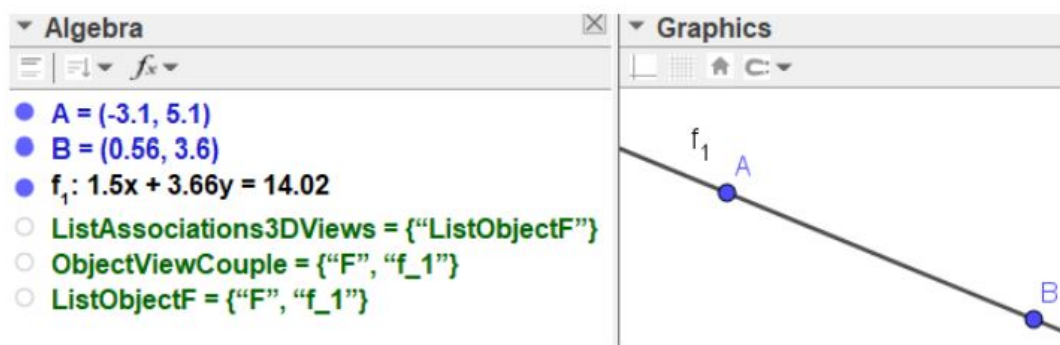 Algebra
fx
A = (-3.1, 5.1)
B = (0.56, 3.6)
f₁: 1.5x + 3.66y = 14.02
ListAssociations3DViews = {“ListObjectF”}
ObjectViewCouple = {“F”, “f_1”}
ListObjectF = {“F”, “f_1”}
Graphics
f₁
A
B